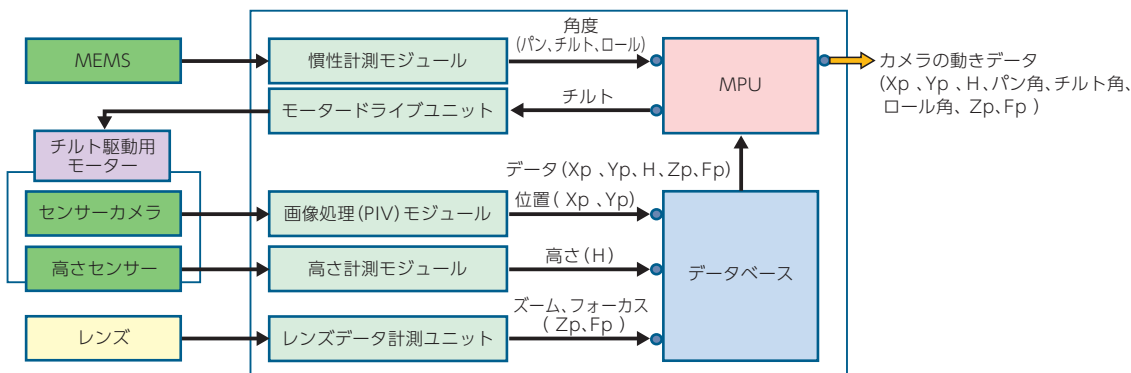 MEMS
慣性計測モジュール
角度
(パン、チルト、ロール)
MPU
カメラの動きデータ
(Xp 、Yp 、H、パン角、チルト角、
ロール角、 Zp、Fp )
モータードライブユニット
チルト
チルト駆動用
モーター
データ(Xp 、Yp、H、Zp、Fp)
センサーカメラ
画像処理(PIV)モジュール
位置( Xp 、Yp)
高さセンサー
高さ計測モジュール
高さ(H)
データベース
レンズ
レンズデータ計測ユニット
ズーム、フォーカス
( Zp、Fp )